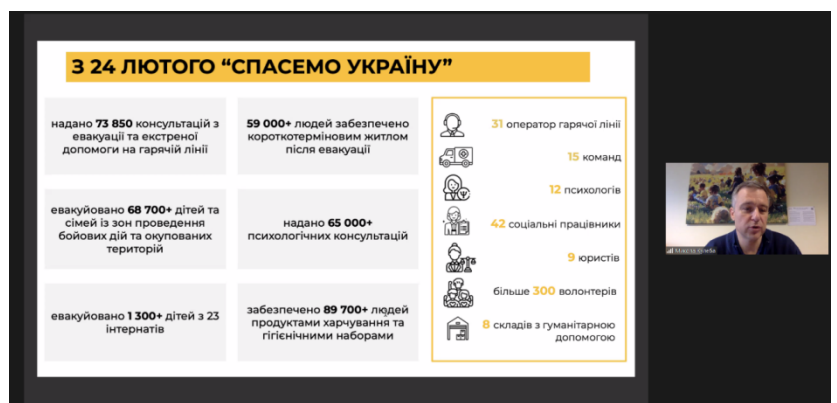 З 24 ЛЮТОГО “СПАСЕМО УКРАЇНУ”
надано 73 850 консультацій з
евакуації та екстреної
допомоги на гарячій лінії
59 000+ людей забезпечено
короткотерміновим житлом
після евакуації
евакуйовано 68 700+ дітей та
сімей із зон проведення
бойових дій та окупованих
територій
надано 65 000+
психологічних консультацій
евакуйовано 1 300+ дітей з 23
інтернатів
забезпечено 89 700+ людей
продуктами харчування та
гігієнічними наборами
31 оператор гарячої лінії
15 команд
12 психологів
42 соціальні працівники
9 юристів
більше 300 волонтерів
8 складів з гуманітарною
допомогою